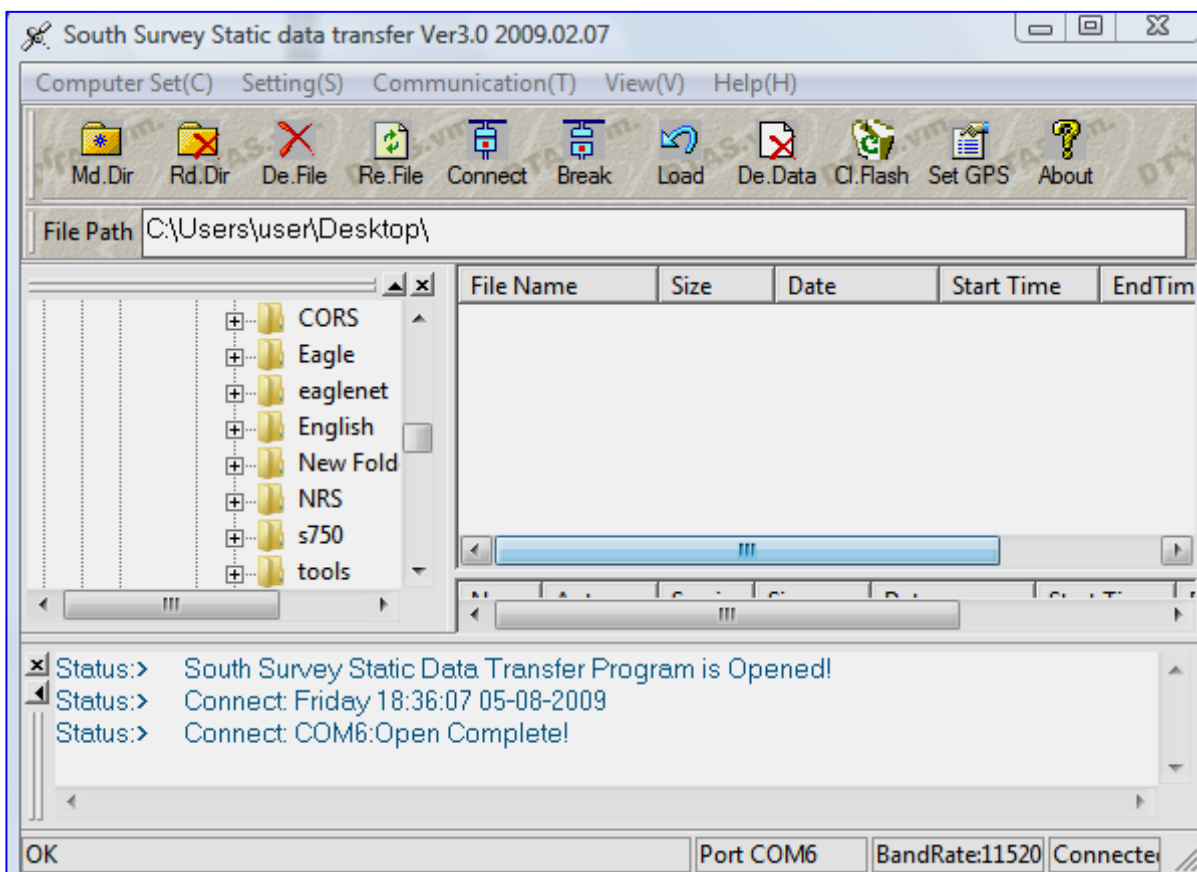 South Survey Static data transfer Ver3.0 2009.02.07
Computer Set(C) Setting(S) Communication(T) View(V) Help(H)
Md.Dir Rd.Dir De.File Re.File Connect Break Load De.Data Cl.Flash Set GPS About
File Path C:\Users\user\Desktop\
File Name Size Date Start Time EndTim
CORS
Eagle
eaglenet
English
New Fold
NRS
s750
tools
Status:> South Survey Static Data Transfer Program is Opened!
Status:> Connect: Friday 18:36:07 05-08-2009
Status:> Connect: COM6:Open Complete!
OK Port COM6 BandRate:11520 Connecte